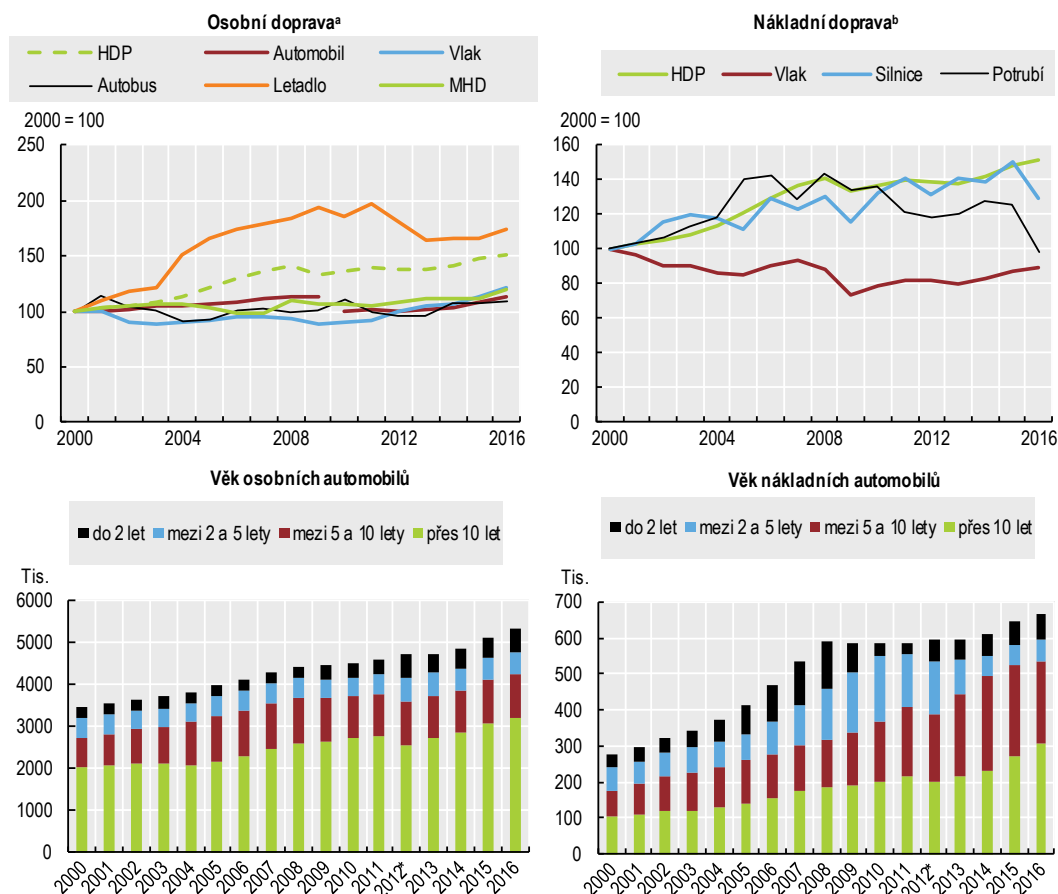 Osobní dopravaᵃ
HDP Automobil Vlak
Autobus Letadlo MHD
2000 = 100
250
200
150
100
50
0
2000 2004 2008 2012 2016
Nákladní dopravaᵇ
HDP Vlak Silnice Potrubí
2000 = 100
160
140
120
100
80
60
40
20
0
2000 2004 2008 2012 2016
Věk osobních automobilů
do 2 let mezi 2 a 5 lety mezi 5 a 10 lety přes 10 let
Tis.
6000
5000
4000
3000
2000
1000
0
2000 2001 2002 2003 2004 2005 2006 2007 2008 2009 2010 2011 2012* 2013 2014 2015 2016
Věk nákladních automobilů
do 2 let mezi 2 a 5 lety mezi 5 a 10 lety přes 10 let
Tis.
700
600
500
400
300
200
100
0
2000 2001 2002 2003 2004 2005 2006 2007 2008 2009 2010 2011 2012* 2013 2014 2015 2016